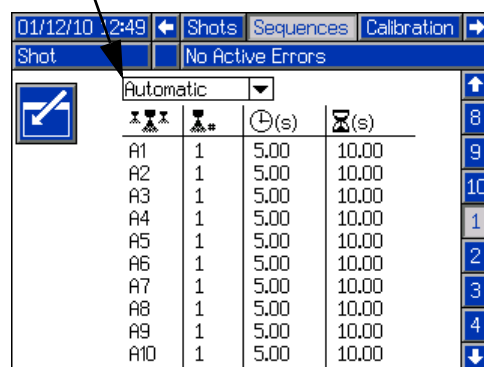 01/12/10 12:49 Shots Sequences Calibration
Shot No Active Errors
Automatic
# (s) (s)
8
9
10
1
2
3
4
A1 1 5.00 10.00
A2 1 5.00 10.00
A3 1 5.00 10.00
A4 1 5.00 10.00
A5 1 5.00 10.00
A6 1 5.00 10.00
A7 1 5.00 10.00
A8 1 5.00 10.00
A9 1 5.00 10.00
A10 1 5.00 10.00